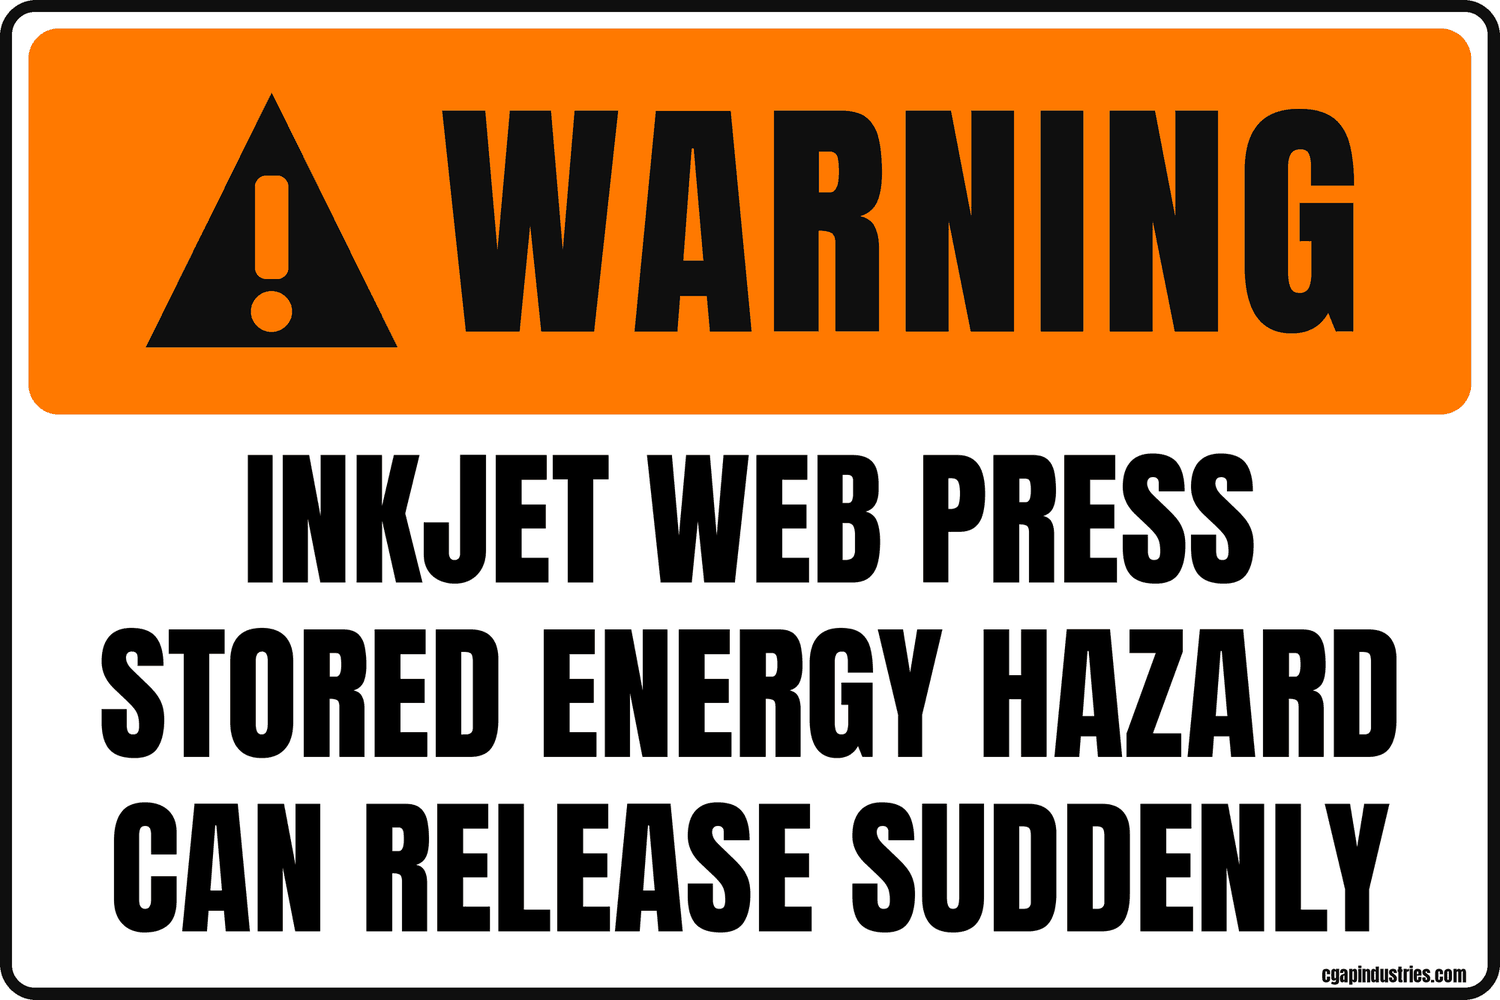 WARNING
INKJET WEB PRESS
STORED ENERGY HAZARD
CAN RELEASE SUDDENLY
cgapindustries.com